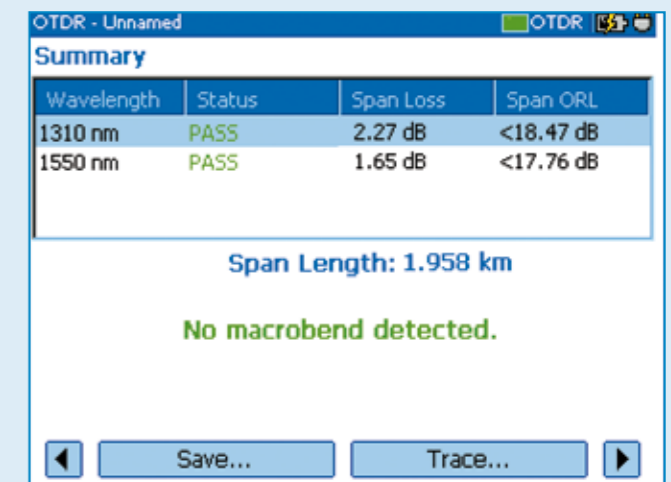 OTDR - Unnamed OTDR
Summary
Wavelength Status Span Loss Span ORL
1310 nm PASS 2.27 dB <18.47 dB
1550 nm PASS 1.65 dB <17.76 dB
Span Length: 1.958 km
No macrobend detected.
Save... Trace...